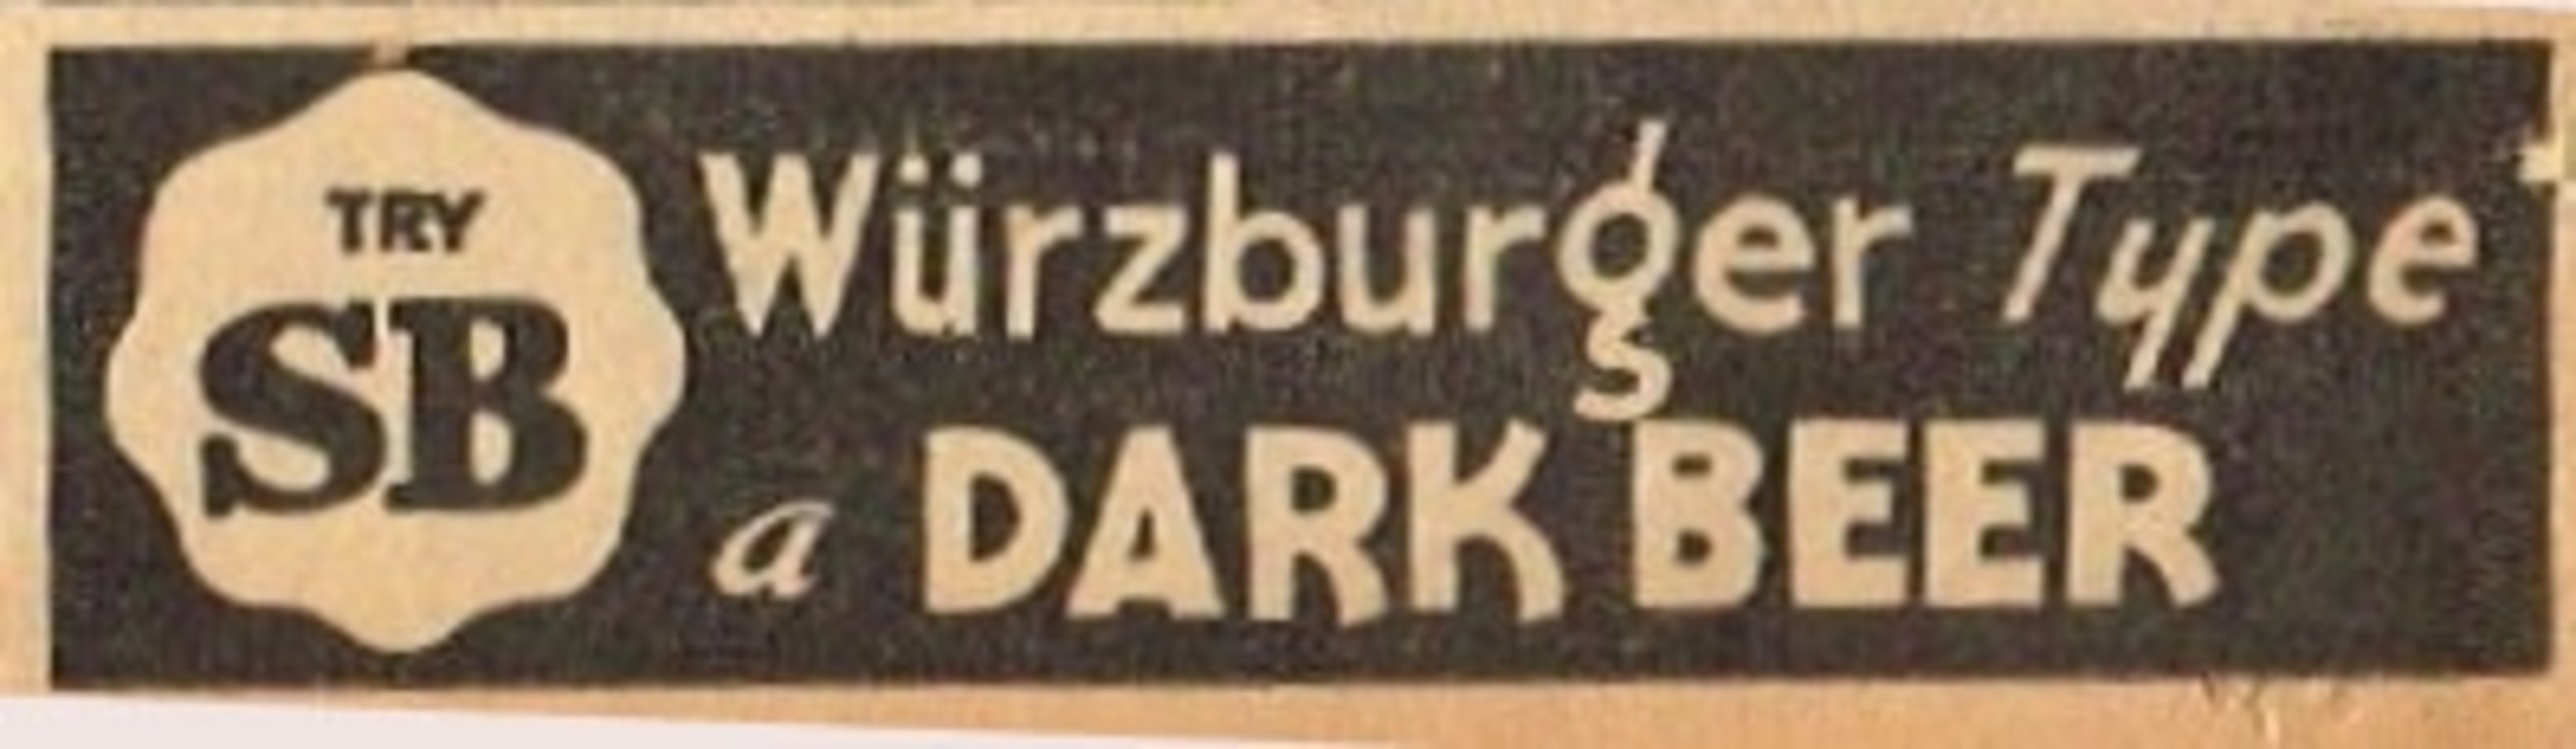 TRY
SB
Würzburger Type
a DARK BEER